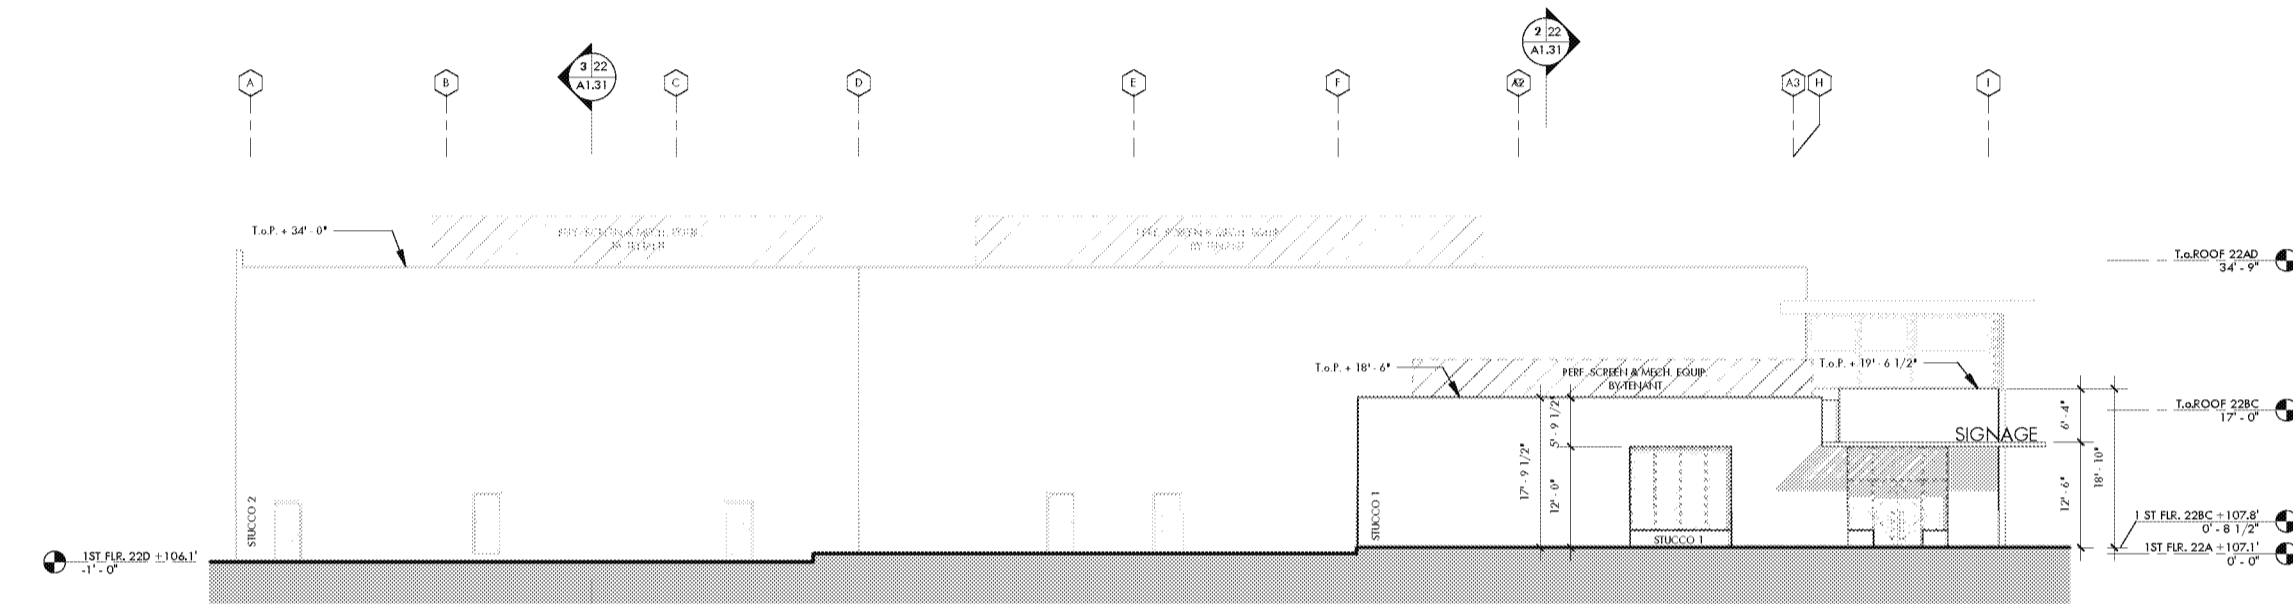 2 22
A1.31
3 22
A1.31
A
B
C
D
E
F
A3
H
I
T.o.P. + 34' - 0"
BY TENANT
BY TENANT
T.o.ROOF 22AD
34' - 9"
T.o.P. + 18' - 6"
PERF. SCREEN & MECH. EQUIP.
BY TENANT
T.o.P. + 19' - 6 1/2"
T.o.ROOF 22BC
17' - 0"
SIGNAGE
5' - 9 1/2"
6' - 4"
17' - 9 1/2"
12' - 0"
12' - 6"
18' - 10"
STUCCO 2
STUCCO 1
STUCCO 1
1 ST FLR. 22BC +107.8'
0' - 8 1/2"
1ST FLR. 22A +107.1'
0' - 0"
1ST FLR. 22D +106.1'
-1' - 0"